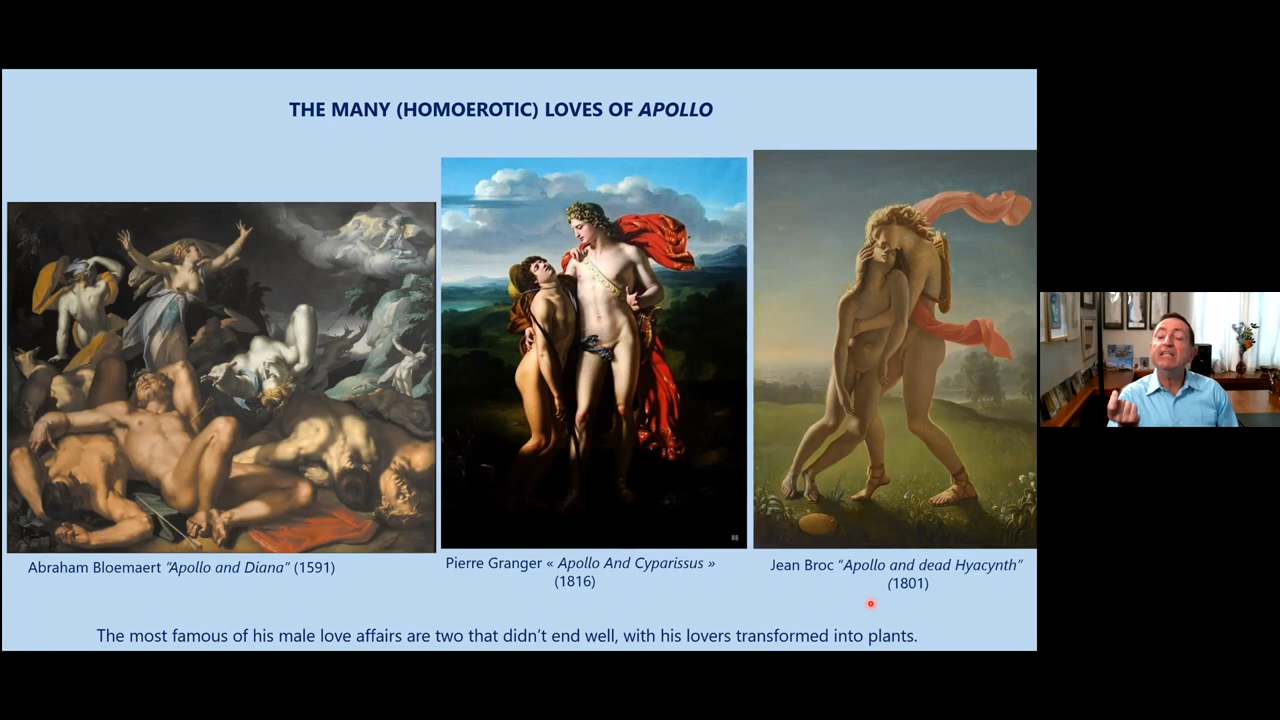 THE MANY (HOMOEROTIC) LOVES OF APOLLO
Abraham Bloemaert “Apollo and Diana” (1591)
Pierre Granger « Apollo And Cyparissus »
(1816)
Jean Broc “Apollo and dead Hyacynth”
(1801)
The most famous of his male love affairs are two that didn’t end well, with his lovers transformed into plants.